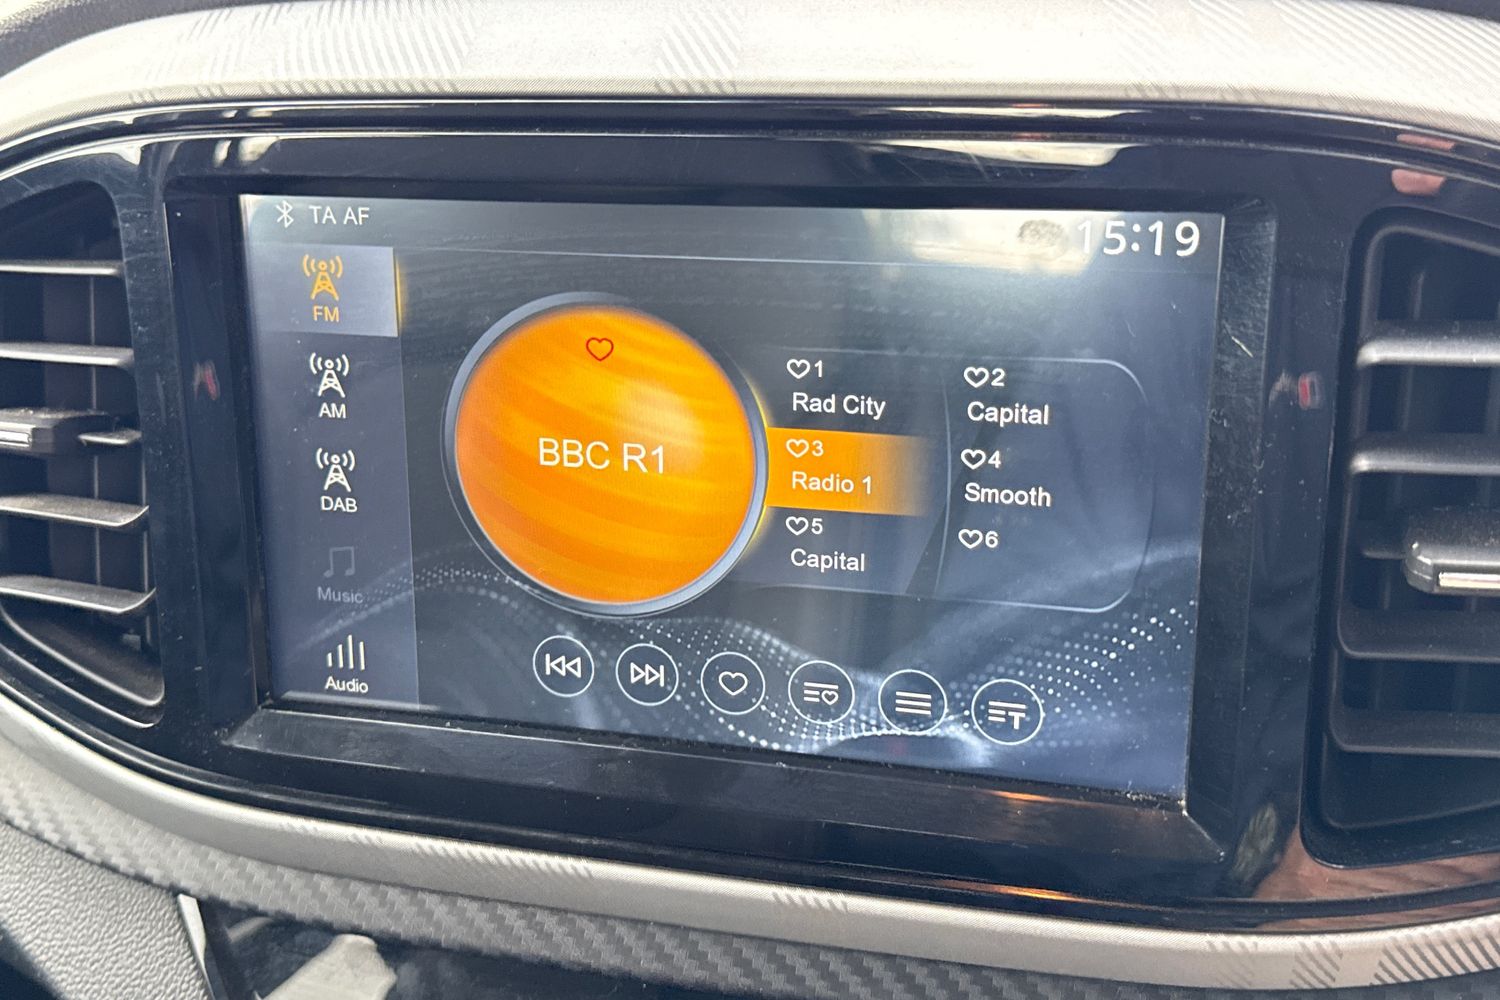 TA AF
15:19
FM
AM
DAB
Music
Audio
BBC R1
1
Rad City
2
Capital
3
Radio 1
4
Smooth
5
Capital
6
T